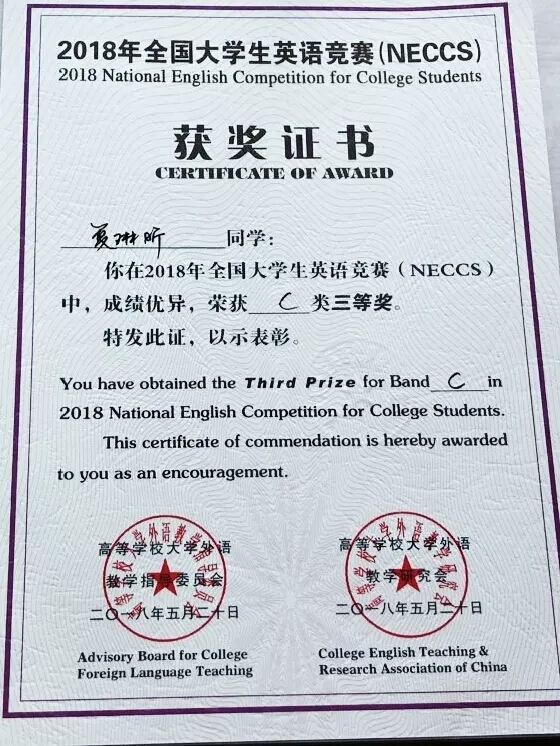 2018年全国大学生英语竞赛(NECCS)
2018 National English Competition for College Students
获奖证书
CERTIFICATE OF AWARD
夏琳昕 同学：
你在2018年全国大学生英语竞赛（NECCS）
中，成绩优异，荣获 C 类三等奖。
特发此证，以示表彰。
You have obtained the Third Prize for Band C in
2018 National English Competition for College Students.
This certificate of commendation is hereby awarded
to you as an encouragement.
高等学校大学外语
教学指导委员会
二〇一八年五月二十日
Advisory Board for College
Foreign Language Teaching
高等学校大学外语
教学研究会
二〇一八年五月二十日
College English Teaching &
Research Association of China